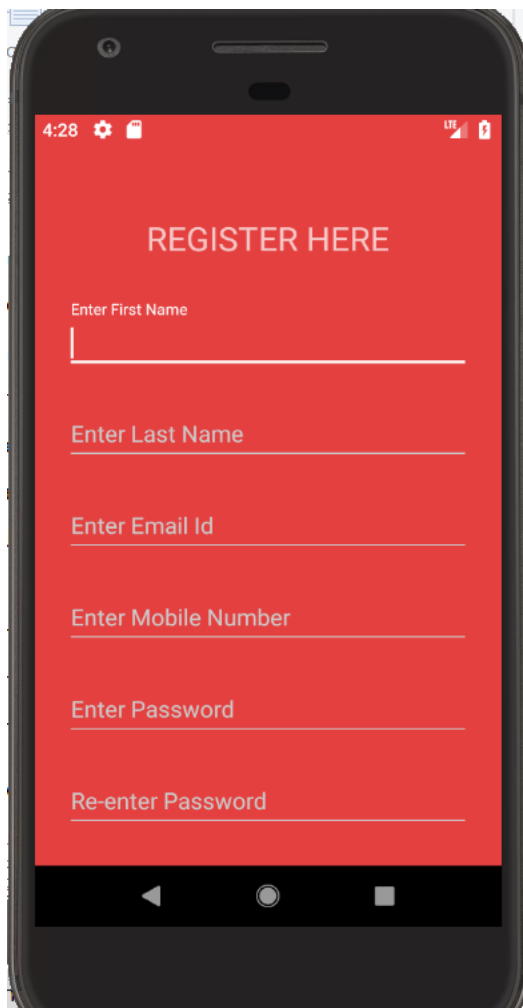 4:28 LTE
REGISTER HERE
Enter First Name
Enter Last Name
Enter Email Id
Enter Mobile Number
Enter Password
Re-enter Password